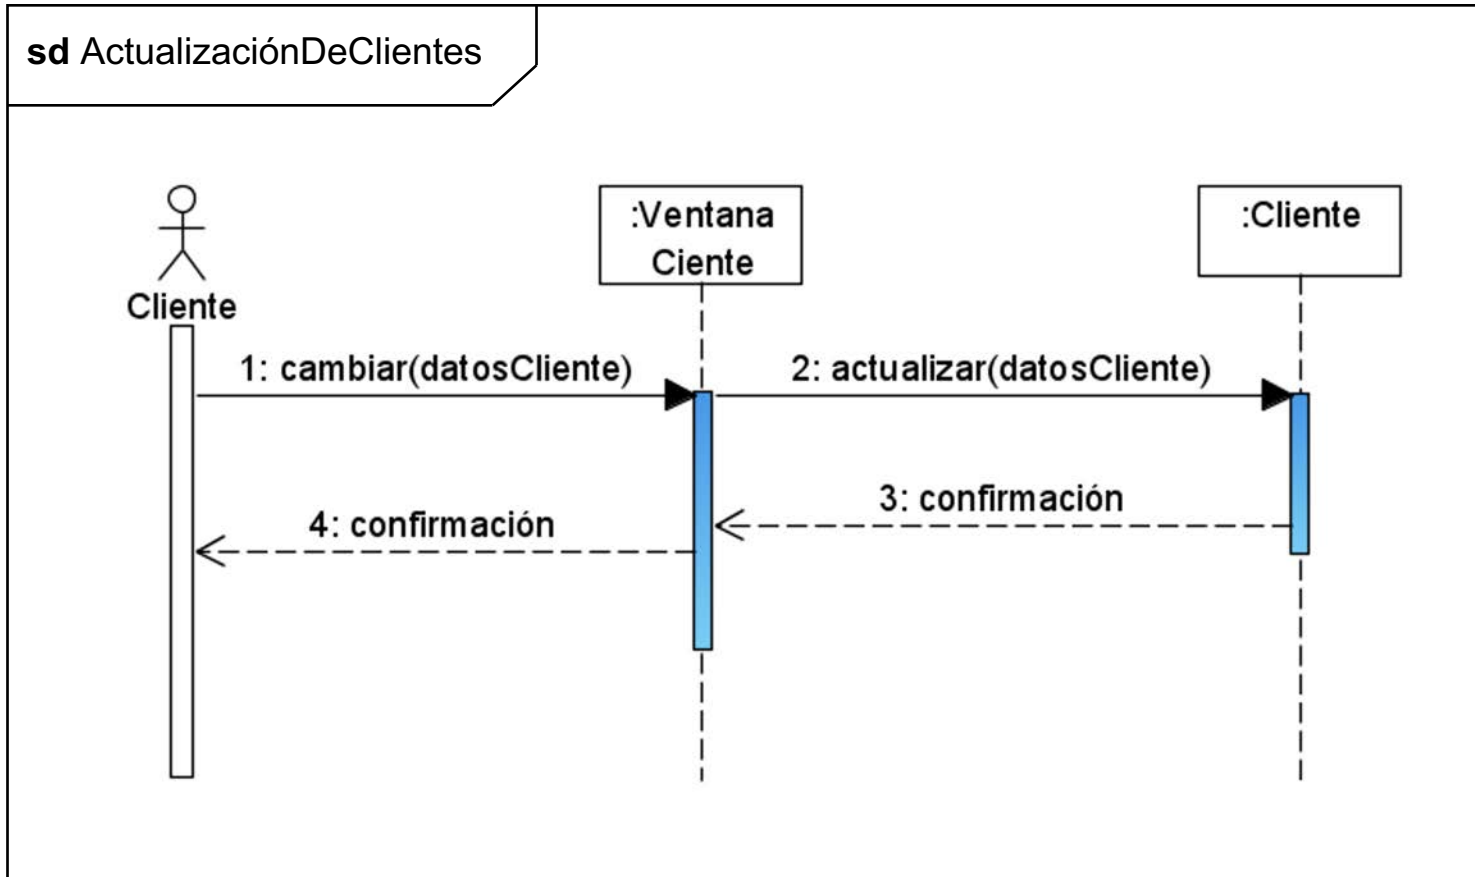 sd ActualizaciónDeClientes
:Ventana
Ciente
:Cliente
Cliente
1: cambiar(datosCliente)
2: actualizar(datosCliente)
3: confirmación
4: confirmación